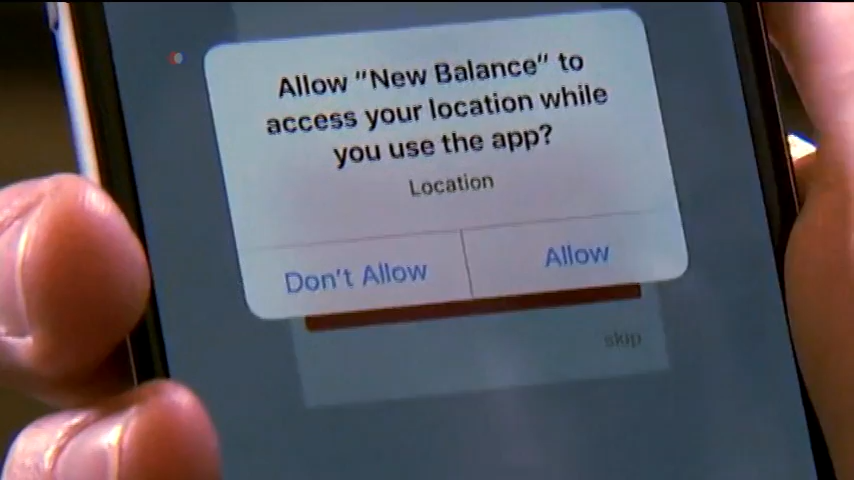 Allow "New Balance" to
access your location while
you use the app?
Location
Don't Allow
Allow
skip